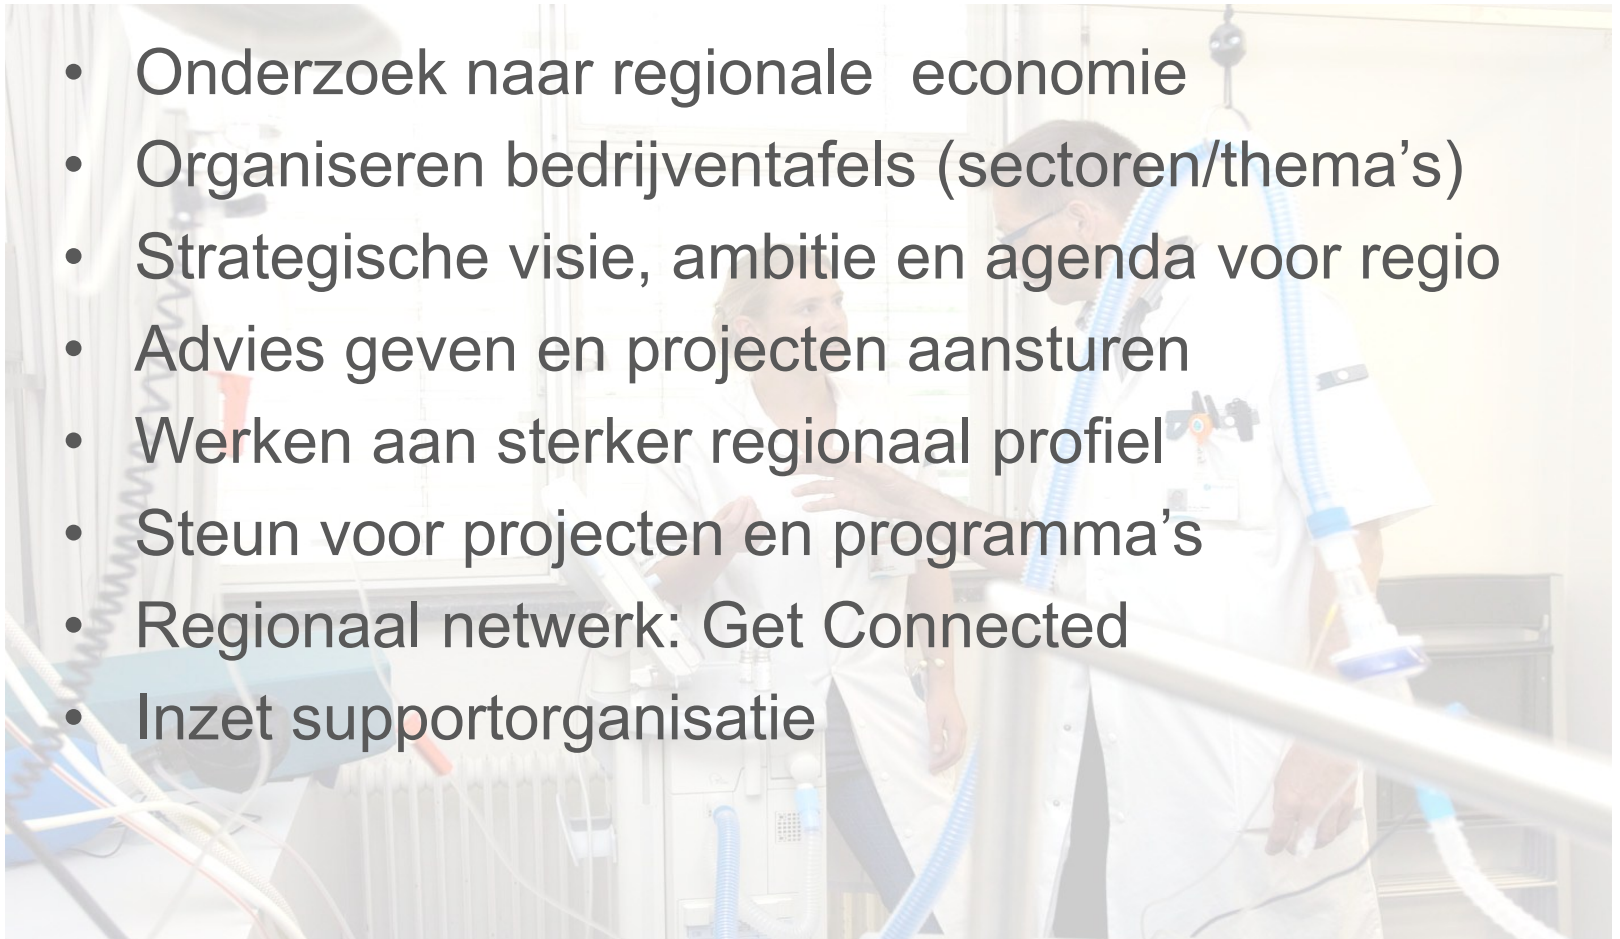 • Onderzoek naar regionale  economie
• Organiseren bedrijventafels (sectoren/thema’s)
• Strategische visie, ambitie en agenda voor regio
• Advies geven en projecten aansturen
• Werken aan sterker regionaal profiel
• Steun voor projecten en programma’s
• Regionaal netwerk: Get Connected
• Inzet supportorganisatie